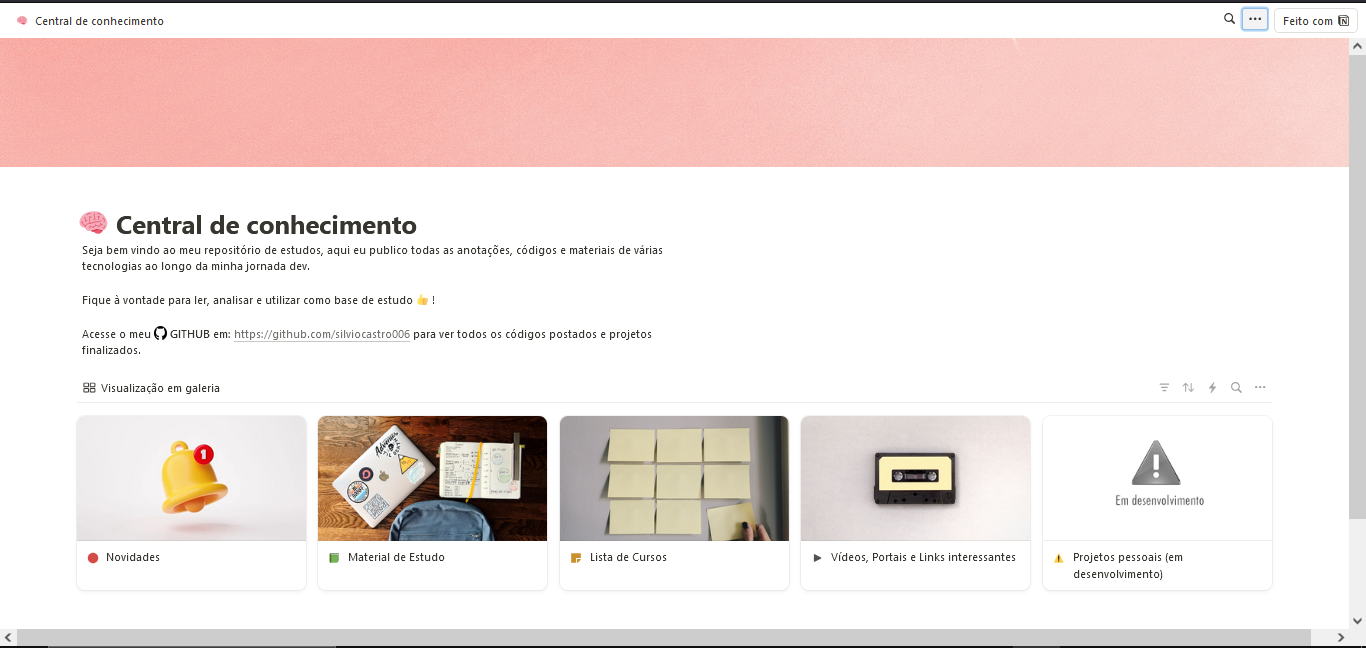 Central de conhecimento
Feito com
Central de conhecimento
Seja bem vindo ao meu repositório de estudos, aqui eu publico todas as anotações, códigos e materiais de várias
tecnologias ao longo da minha jornada dev.
Fique à vontade para ler, analisar e utilizar como base de estudo 👍 !
Acesse o meu GITHUB em: https://github.com/silviocastro006 para ver todos os códigos postados e projetos
finalizados.
Visualização em galeria
1
Em desenvolvimento
Novidades
Material de Estudo
Lista de Cursos
Vídeos, Portais e Links interessantes
Projetos pessoais (em
desenvolvimento)